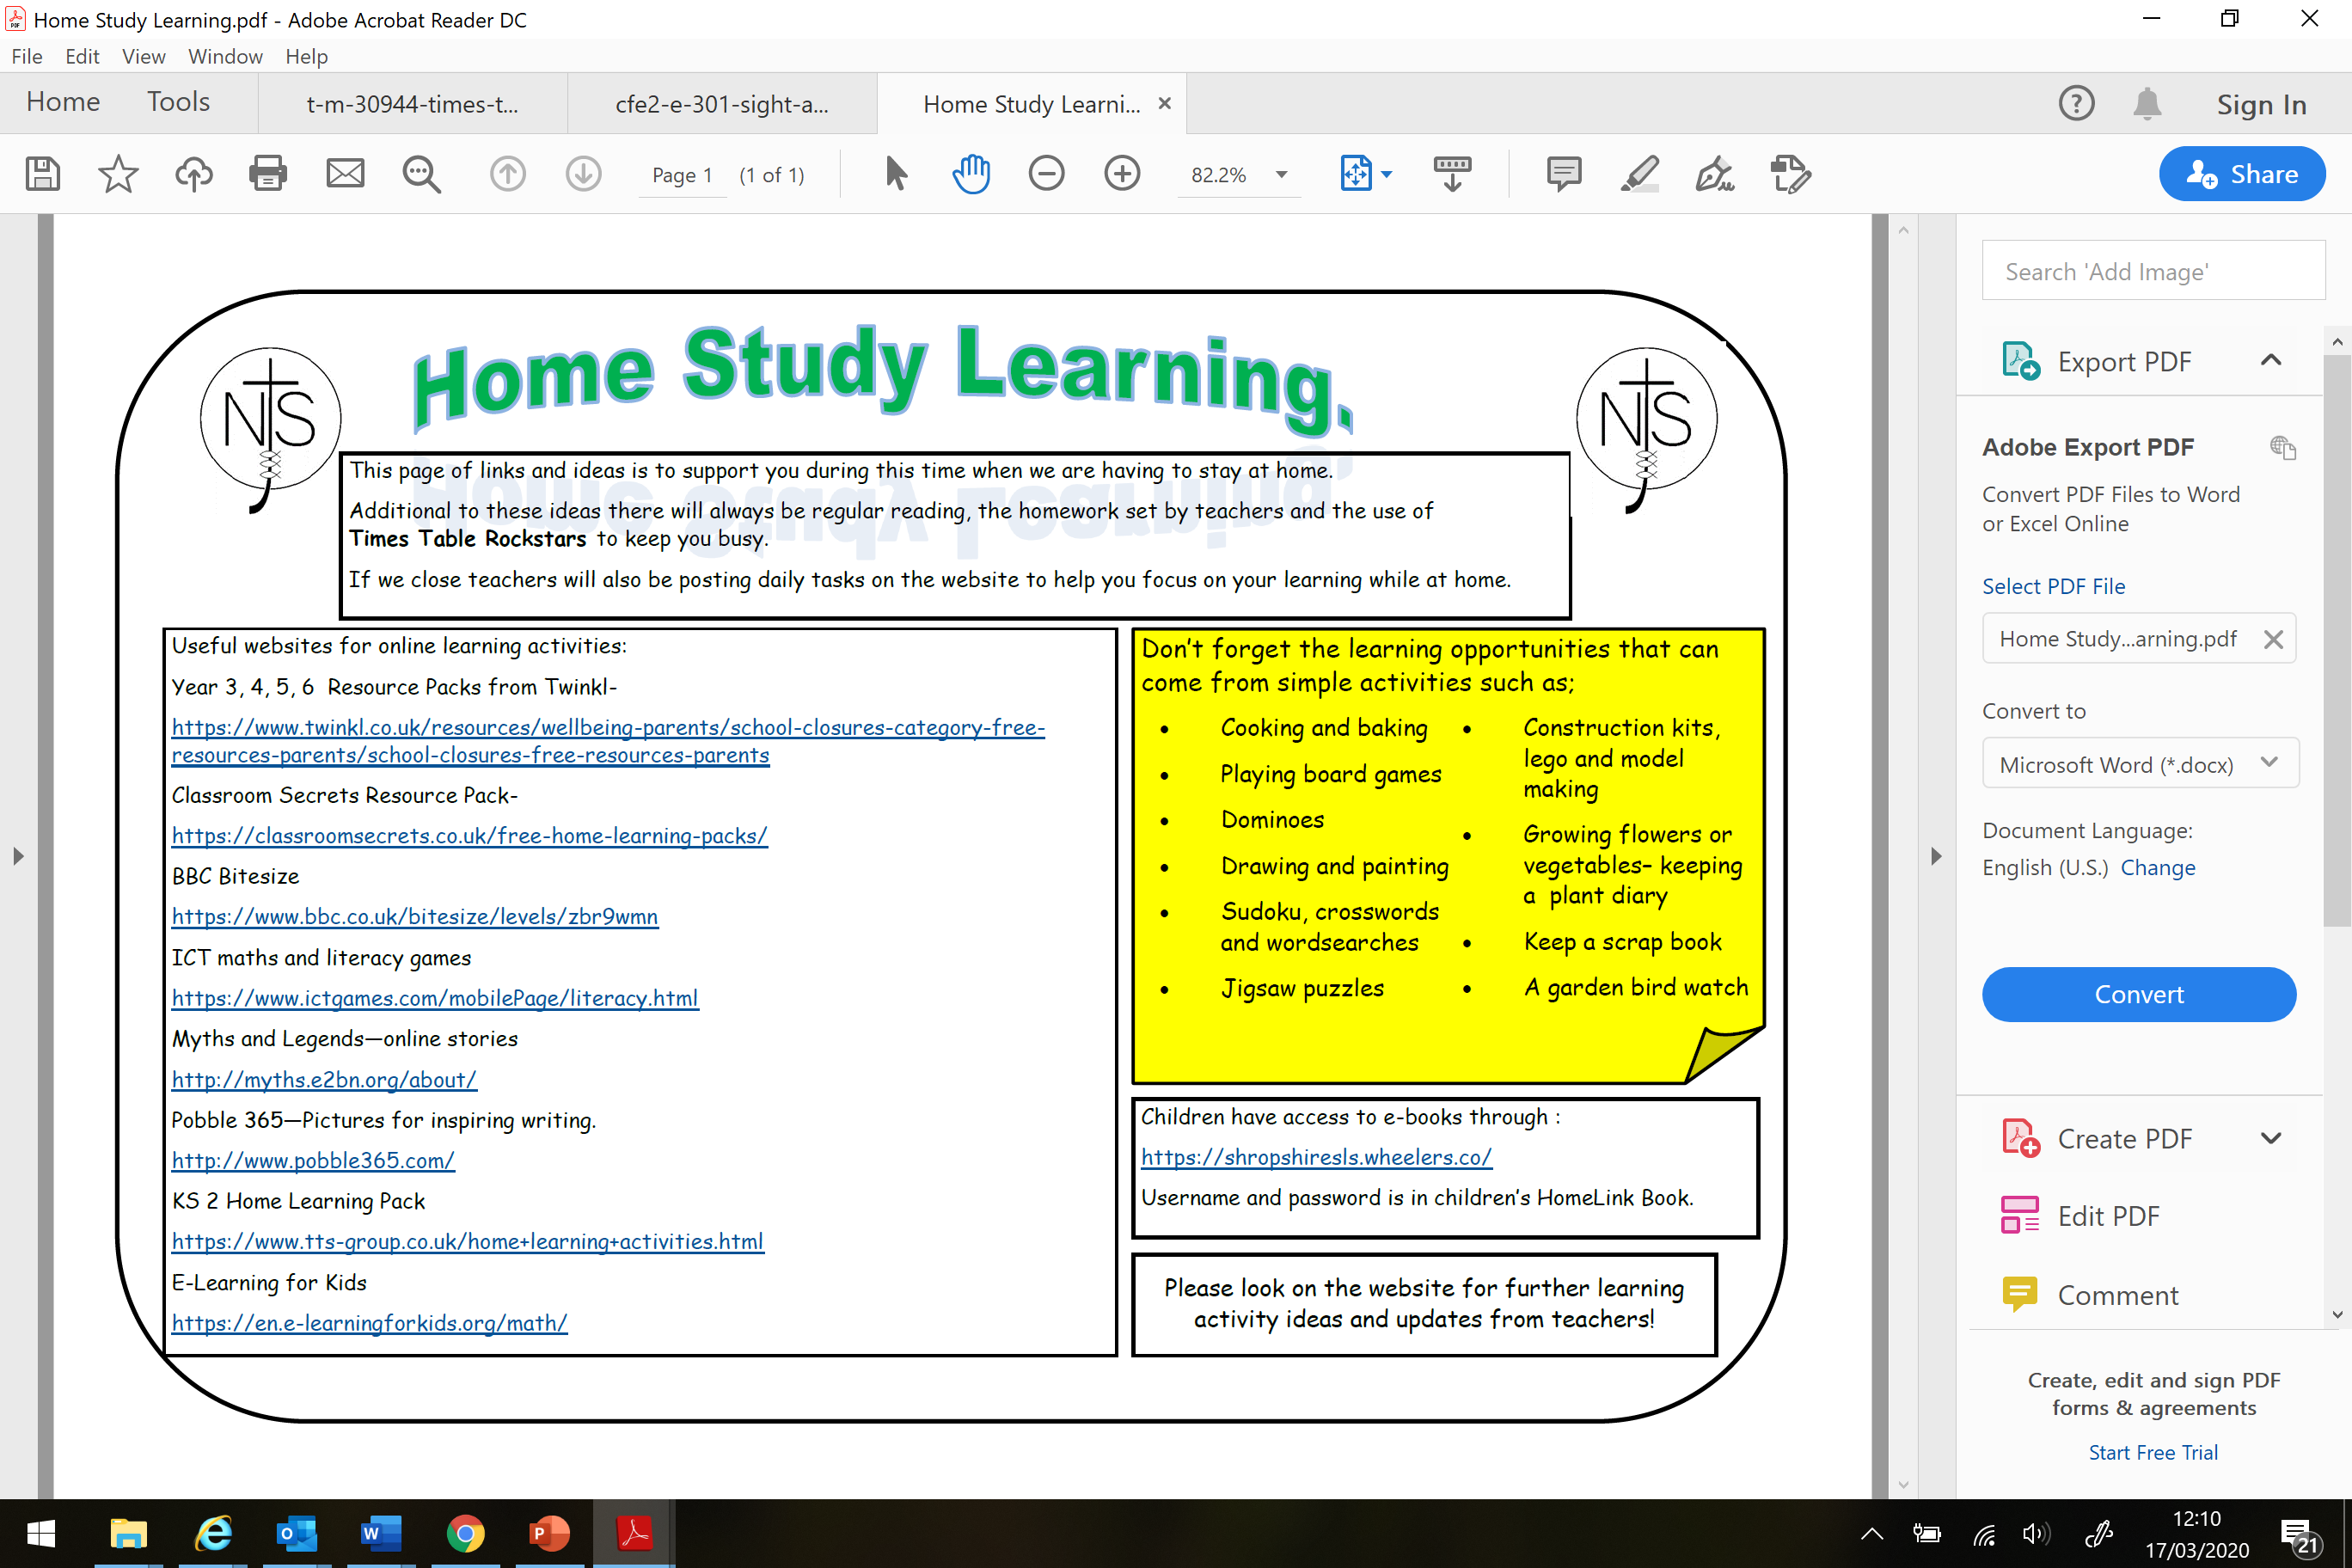 Home Study Learning.pdf - Adobe Acrobat Reader DC
File Edit View Window Help
Home Tools t-m-30944-times-t... cfe2-e-301-sight-a... Home Study Learni... Sign In
Page 1 (1 of 1) 82.2% Share
Home Study Learning.
NJS
NJS
This page of links and ideas is to support you during this time when we are having to stay at home.
Additional to these ideas there will always be regular reading, the homework set by teachers and the use of
Times Table Rockstars to keep you busy.
If we close teachers will also be posting daily tasks on the website to help you focus on your learning while at home.
Useful websites for online learning activities:
Year 3, 4, 5, 6 Resource Packs from Twinkl-
https://www.twinkl.co.uk/resources/wellbeing-parents/school-closures-category-free-
resources-parents/school-closures-free-resources-parents
Classroom Secrets Resource Pack-
https://classroomsecrets.co.uk/free-home-learning-packs/
BBC Bitesize
https://www.bbc.co.uk/bitesize/levels/zbr9wmn
ICT maths and literacy games
https://www.ictgames.com/mobilePage/literacy.html
Myths and Legends—online stories
http://myths.e2bn.org/about/
Pobble 365—Pictures for inspiring writing.
http://www.pobble365.com/
KS 2 Home Learning Pack
https://www.tts-group.co.uk/home+learning+activities.html
E-Learning for Kids
https://en.e-learningforkids.org/math/
Don't forget the learning opportunities that can
come from simple activities such as;
• Cooking and baking
• Playing board games
• Dominoes
• Drawing and painting
• Sudoku, crosswords
and wordsearches
• Jigsaw puzzles
• Construction kits,
lego and model
making
• Growing flowers or
vegetables– keeping
a plant diary
• Keep a scrap book
• A garden bird watch
Children have access to e-books through :
https://shropshiresls.wheelers.co/
Username and password is in children's HomeLink Book.
Please look on the website for further learning
activity ideas and updates from teachers!
Search 'Add Image'
Export PDF
Adobe Export PDF
Convert PDF Files to Word
or Excel Online
Select PDF File
Home Study...arning.pdf
Convert to
Microsoft Word (*.docx)
Document Language:
English (U.S.) Change
Convert
Create PDF
Edit PDF
Comment
Create, edit and sign PDF
forms & agreements
Start Free Trial
12:10
17/03/2020
21